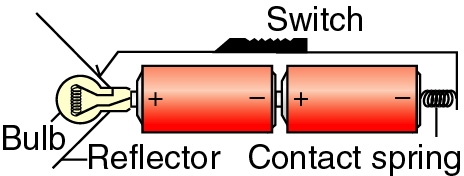 Switch
+ − + −
Bulb
Reflector Contact spring